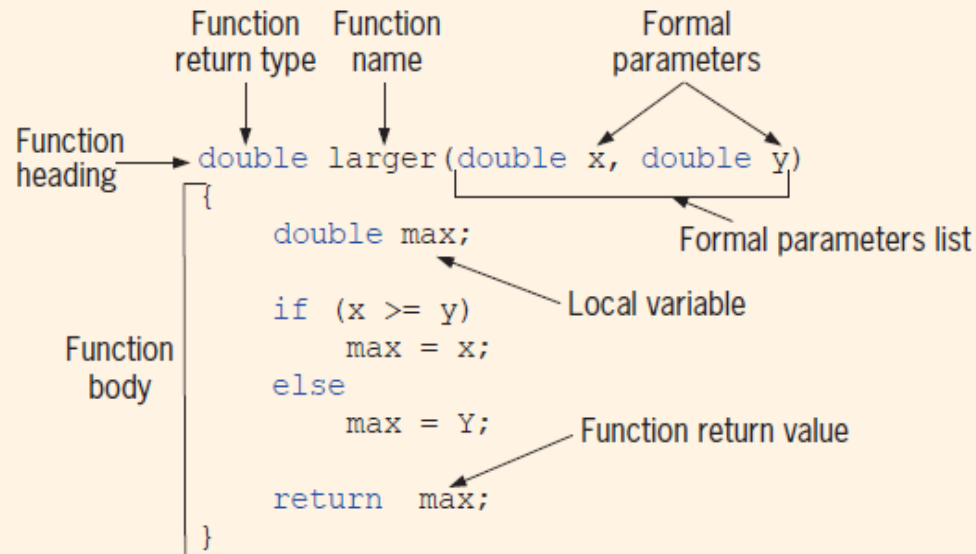 Function return type
Function name
Formal parameters
Function heading
double larger(double x, double y)
{
Formal parameters list
double max;
Local variable
if (x >= y)
max = x;
Function body
else
max = Y;
Function return value
return max;
}